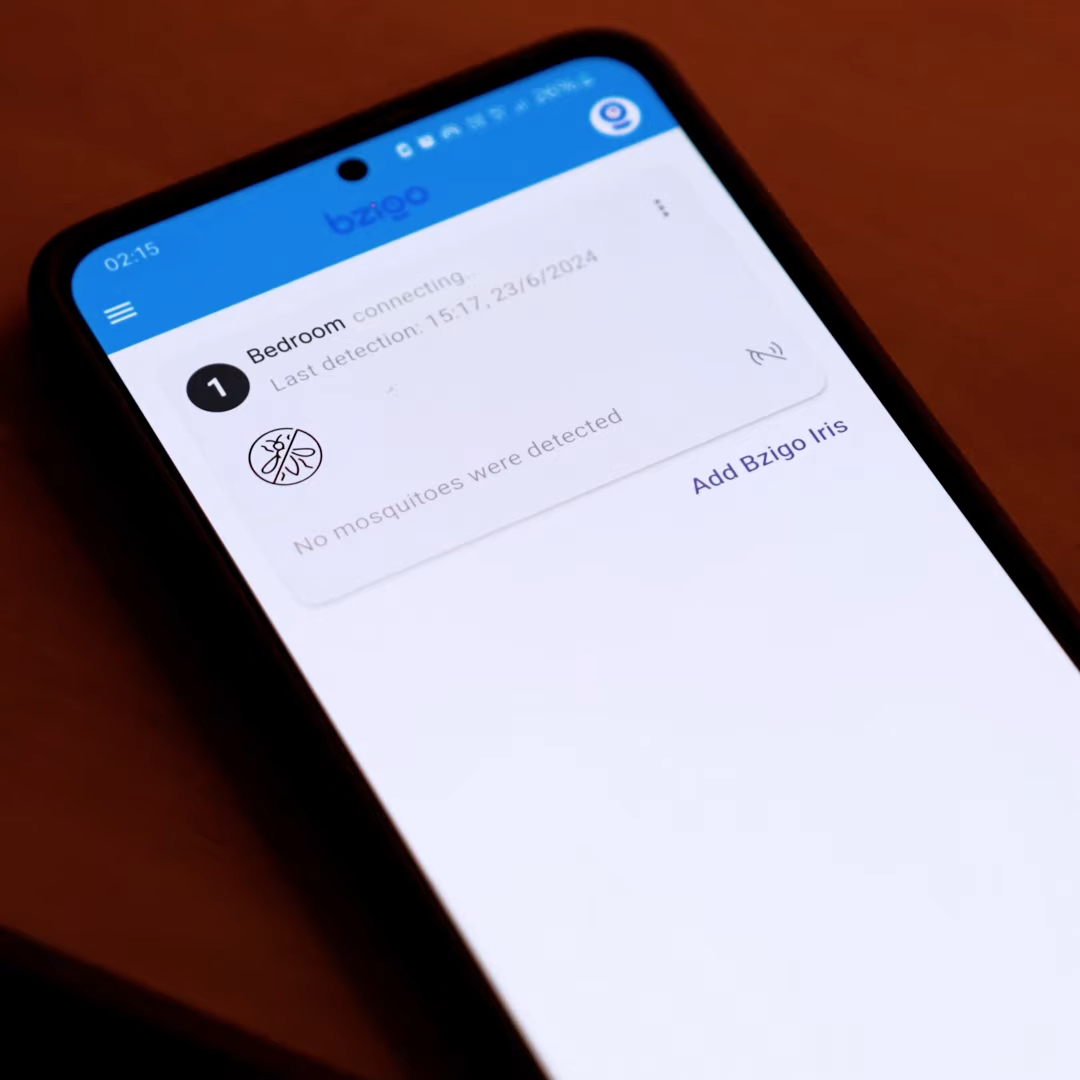 02:15
bzigo
1
Bedroom connecting...
Last detection: 15:17, 23/6/2024
No mosquitoes were detected
Add Bzigo Iris